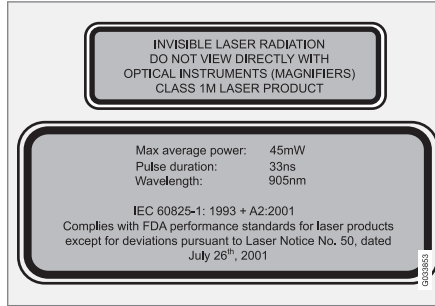 INVISIBLE LASER RADIATION
DO NOT VIEW DIRECTLY WITH
OPTICAL INSTRUMENTS (MAGNIFIERS)
CLASS 1M LASER PRODUCT
Max average power: 45mW
Pulse duration: 33ns
Wavelength: 905nm
IEC 60825-1: 1993 + A2:2001
Complies with FDA performance standards for laser products
except for deviations pursuant to Laser Notice No. 50, dated
July 26th, 2001
G033853